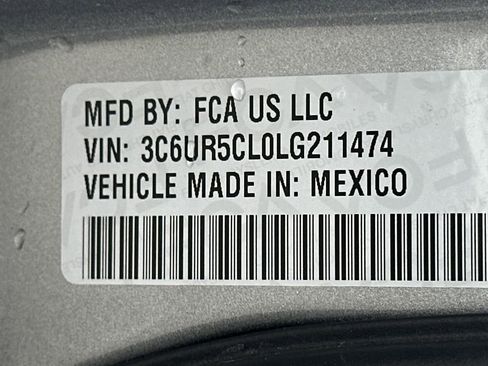 MFD BY: FCA US LLC
VIN: 3C6UR5CL0LG211474
VEHICLE MADE IN: MEXICO